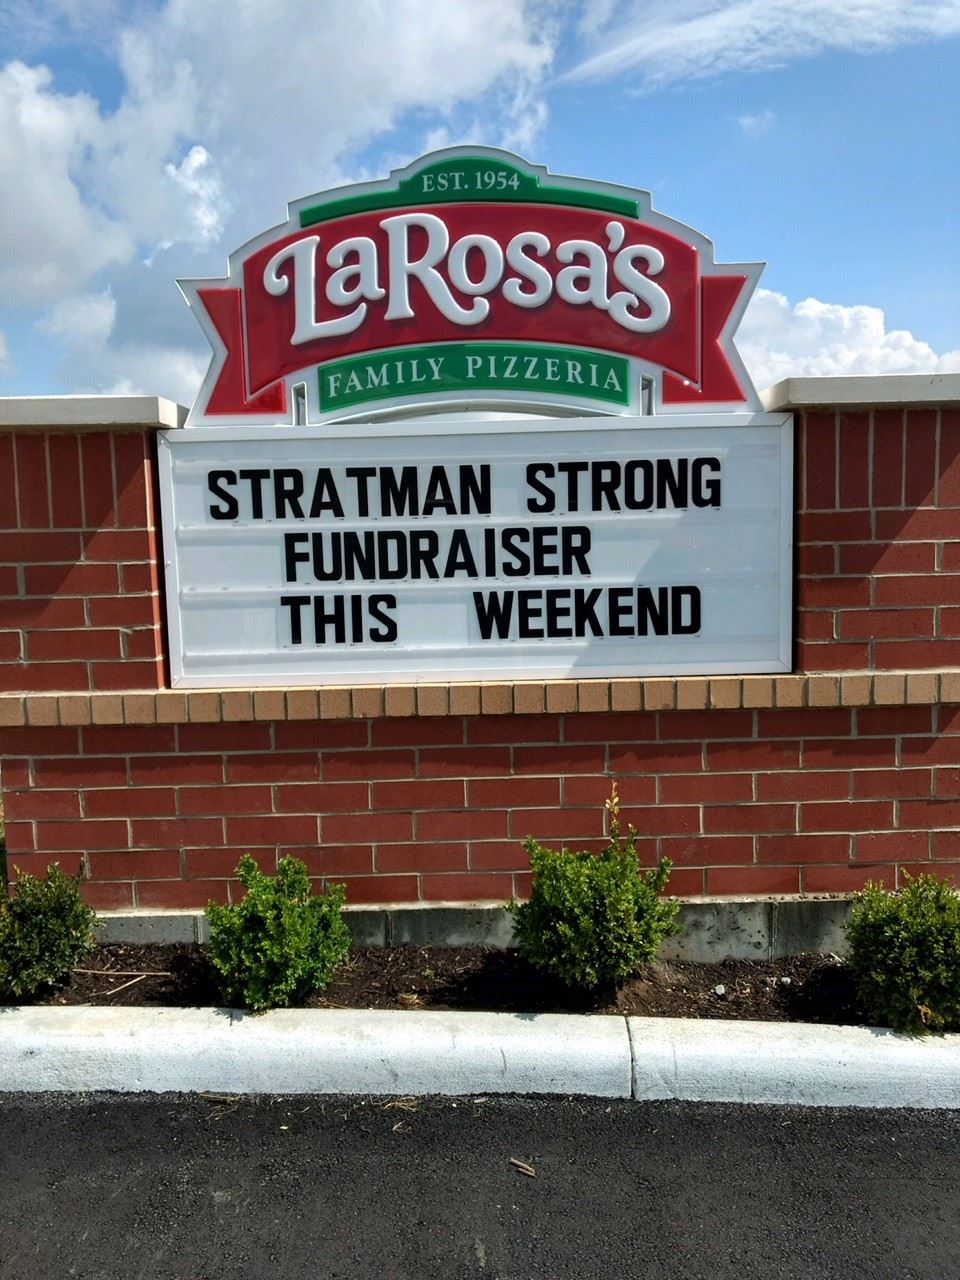 EST. 1954
LaRosa's
FAMILY PIZZERIA
STRATMAN STRONG
FUNDRAISER
THIS WEEKEND